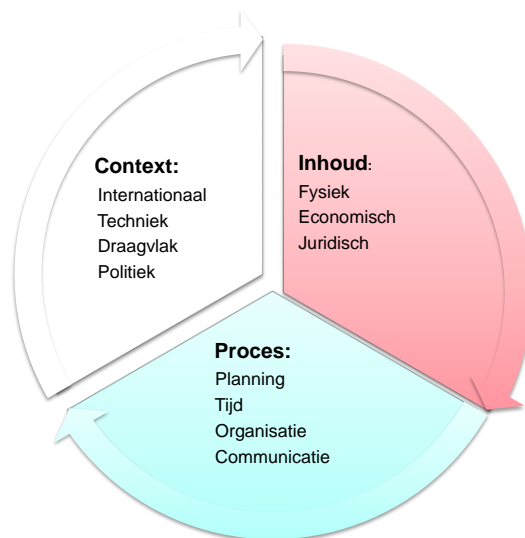 Context:
Internationaal
Techniek
Draagvlak
Politiek
Inhoud:
Fysiek
Economisch
Juridisch
Proces:
Planning
Tijd
Organisatie
Communicatie